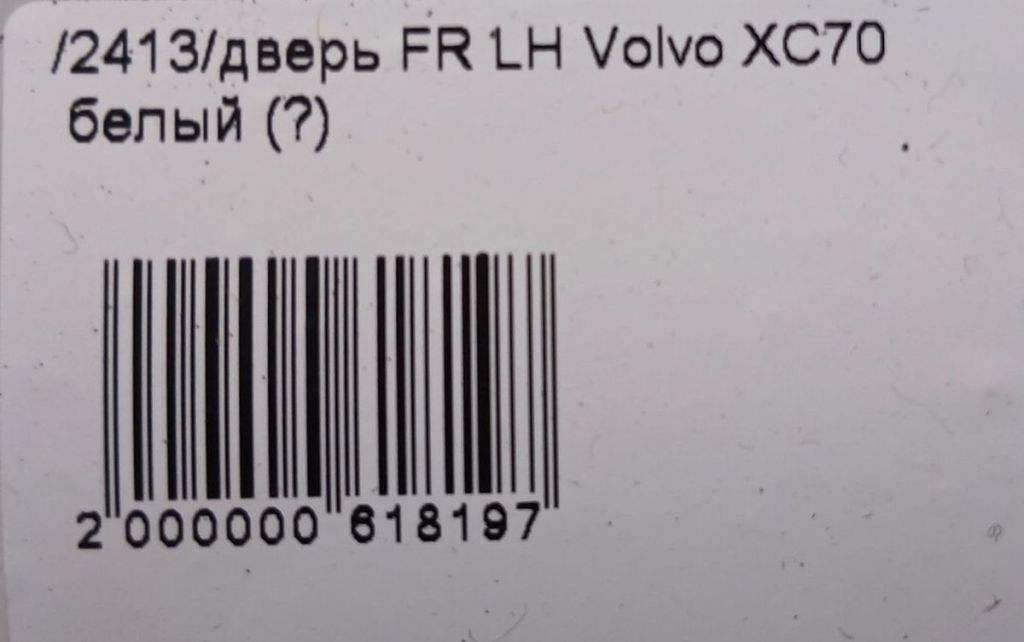 /2413/дверь FR LH Volvo XC70
белый (?)
2 000000 618197